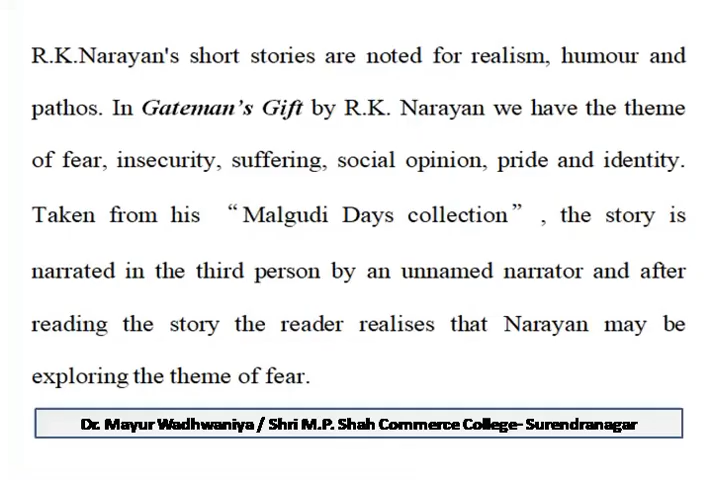 R.K.Narayan's short stories are noted for realism, humour and
pathos. In Gateman’s Gift by R.K. Narayan we have the theme
of fear, insecurity, suffering, social opinion, pride and identity.
Taken from his “Malgudi Days collection”, the story is
narrated in the third person by an unnamed narrator and after
reading the story the reader realises that Narayan may be
exploring the theme of fear.
Dr. Mayur Wadhwaniya / Shri M.P. Shah Commerce College- Surendranagar